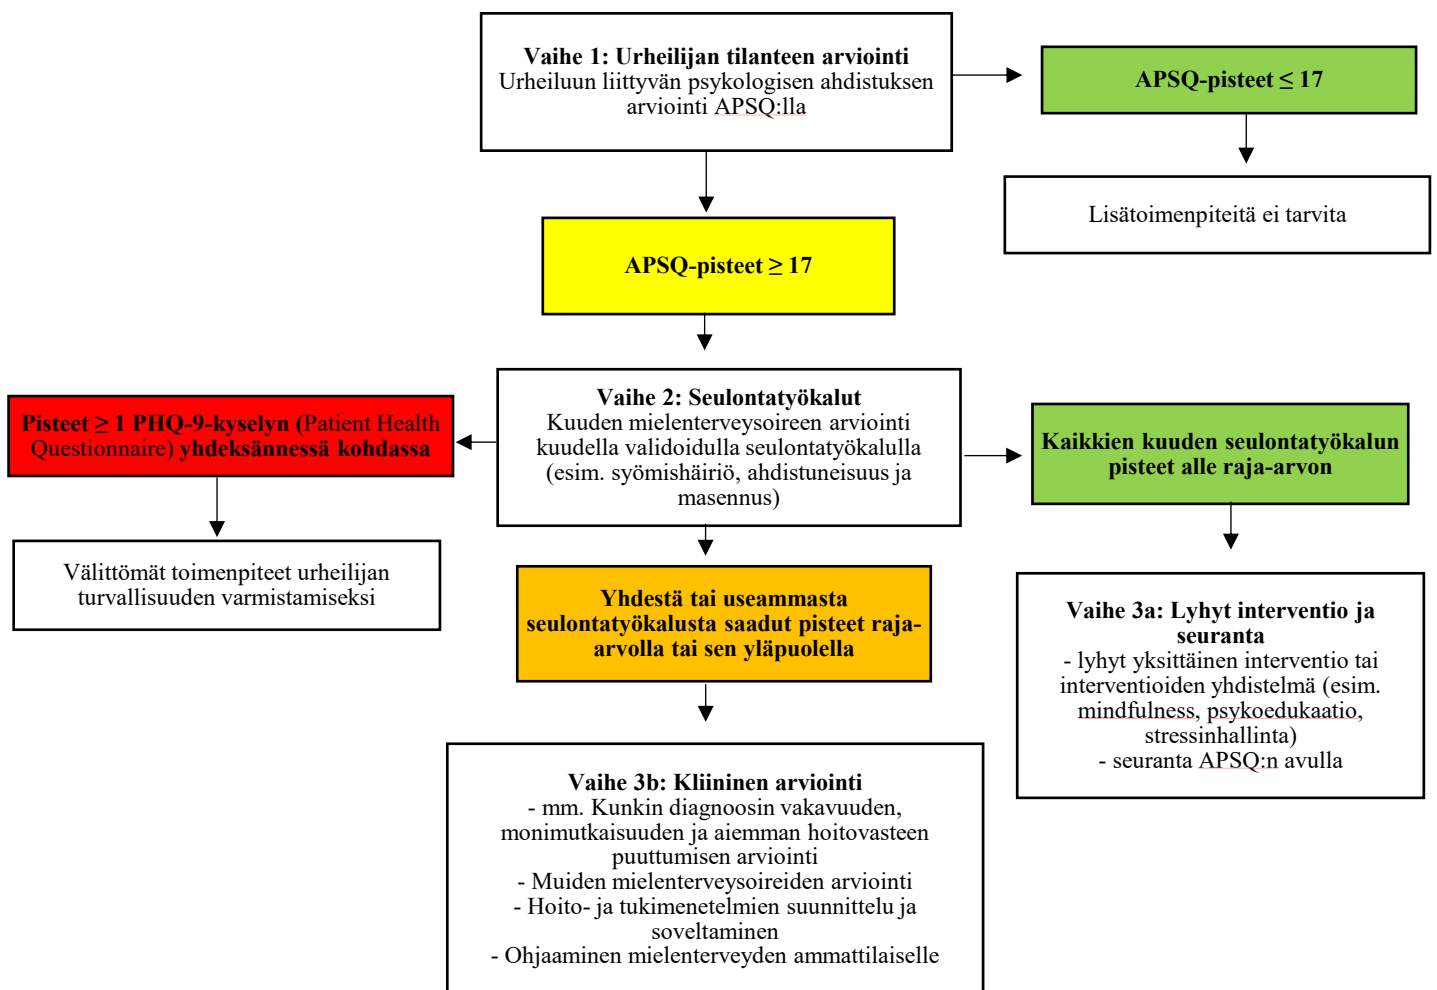 Vaihe 1: Urheilijan tilanteen arviointi
Urheiluun liittyvän psykologisen ahdistuksen
arviointi APSQ:lla
APSQ-pisteet ≤ 17
Lisätoimenpiteitä ei tarvita
APSQ-pisteet ≥ 17
Vaihe 2: Seulontatyökalut
Kuuden mielenterveysoireen arviointi
kuudella validoidulla seulontatyökalulla
(esim. syömishäiriö, ahdistuneisuus ja
masennus)
Pisteet ≥ 1 PHQ-9-kyselyn (Patient Health
Questionnaire) yhdeksännessä kohdassa
Välittömät toimenpiteet urheilijan
turvallisuuden varmistamiseksi
Kaikkien kuuden seulontatyökalun
pisteet alle raja-arvon
Yhdestä tai useammasta
seulontatyökalusta saadut pisteet raja-
arvolla tai sen yläpuolella
Vaihe 3a: Lyhyt interventio ja
seuranta
- lyhyt yksittäinen interventio tai
interventioiden yhdistelmä (esim.
mindfulness, psykoedukaatio,
stressinhallinta)
- seuranta APSQ:n avulla
Vaihe 3b: Kliininen arviointi
- mm. Kunkin diagnoosin vakavuuden,
monimutkaisuuden ja aiemman hoitovasteen
puuttumisen arviointi
- Muiden mielenterveysoireiden arviointi
- Hoito- ja tukimenetelmien suunnittelu ja
soveltaminen
- Ohjaaminen mielenterveyden ammattilaiselle